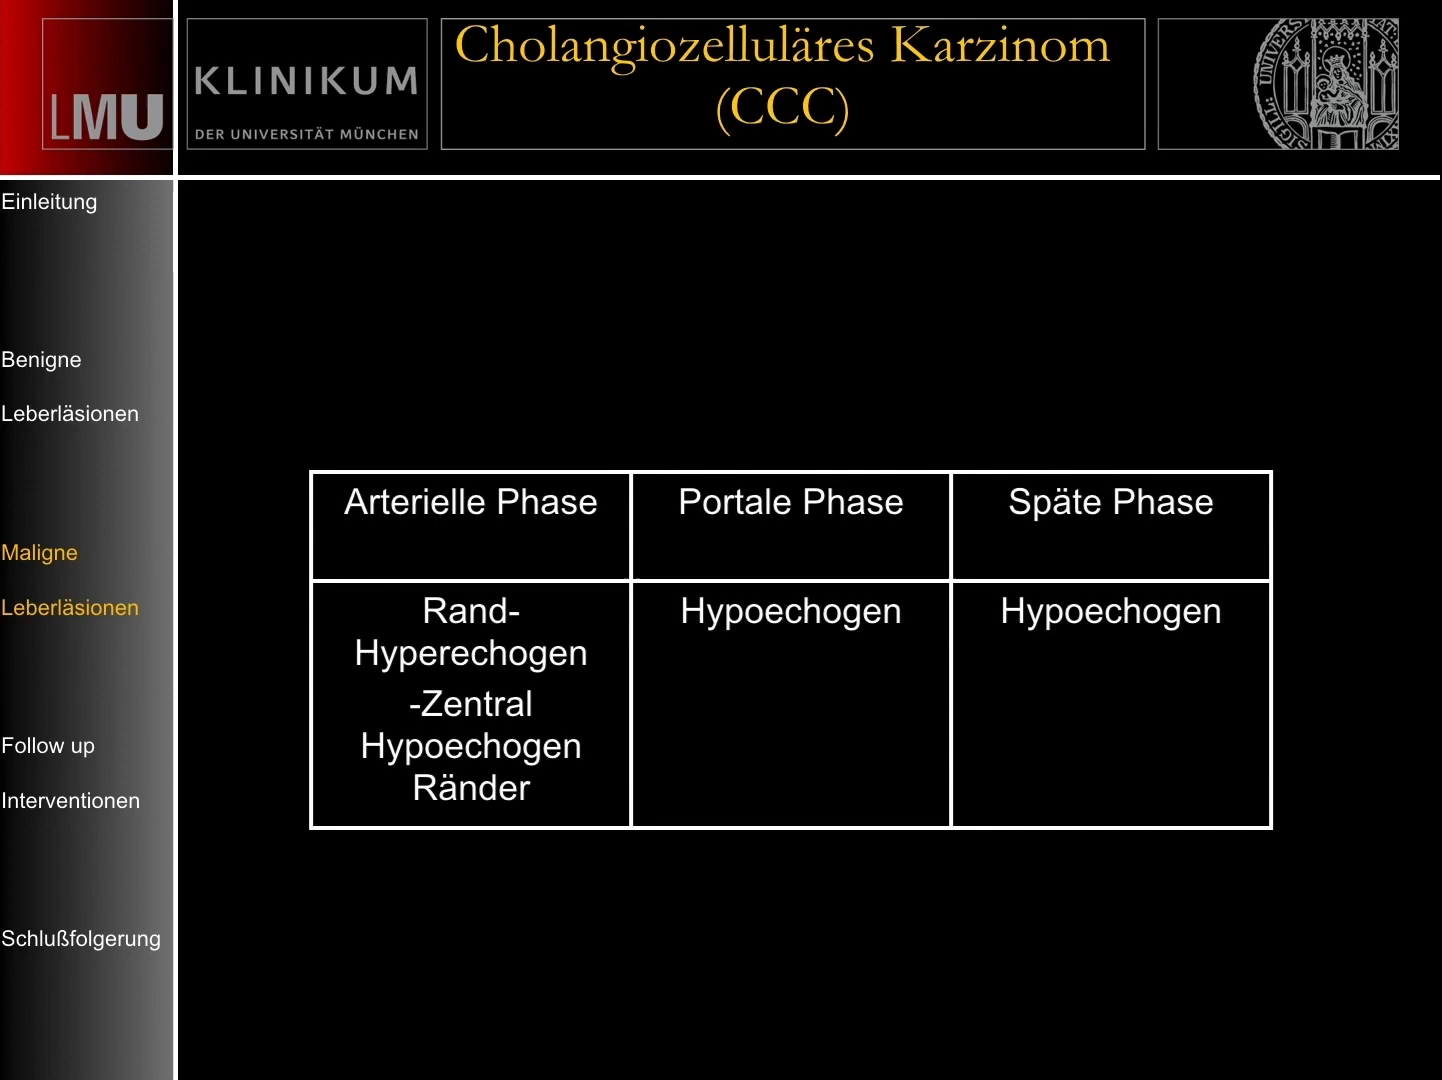 LMU
KLINIKUM
DER UNIVERSITÄT MÜNCHEN
Cholangiozelluläres Karzinom
(CCC)
Einleitung
Benigne
Leberläsionen
Maligne
Leberläsionen
Follow up
Interventionen
Schlußfolgerung
Arterielle Phase
Portale Phase
Späte Phase
Rand-
Hyperechogen
-Zentral
Hypoechogen
Ränder
Hypoechogen
Hypoechogen